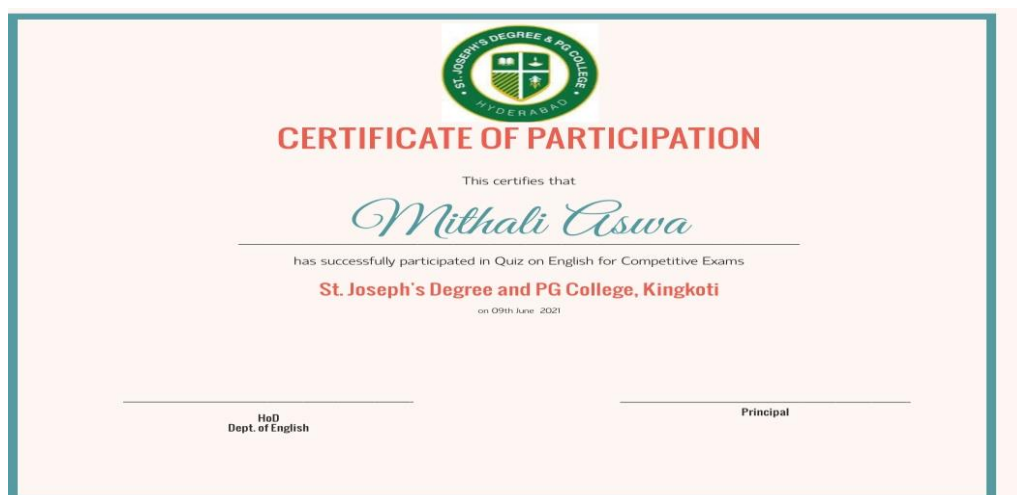 ST. JOSEPH'S DEGREE & PG COLLEGE
HYDERABAD
CERTIFICATE OF PARTICIPATION
This certifies that
Mithali Aswa
has successfully participated in Quiz on English for Competitive Exams
St. Joseph's Degree and PG College, Kingkoti
on 09th June 2021
HoD
Dept. of English
Principal